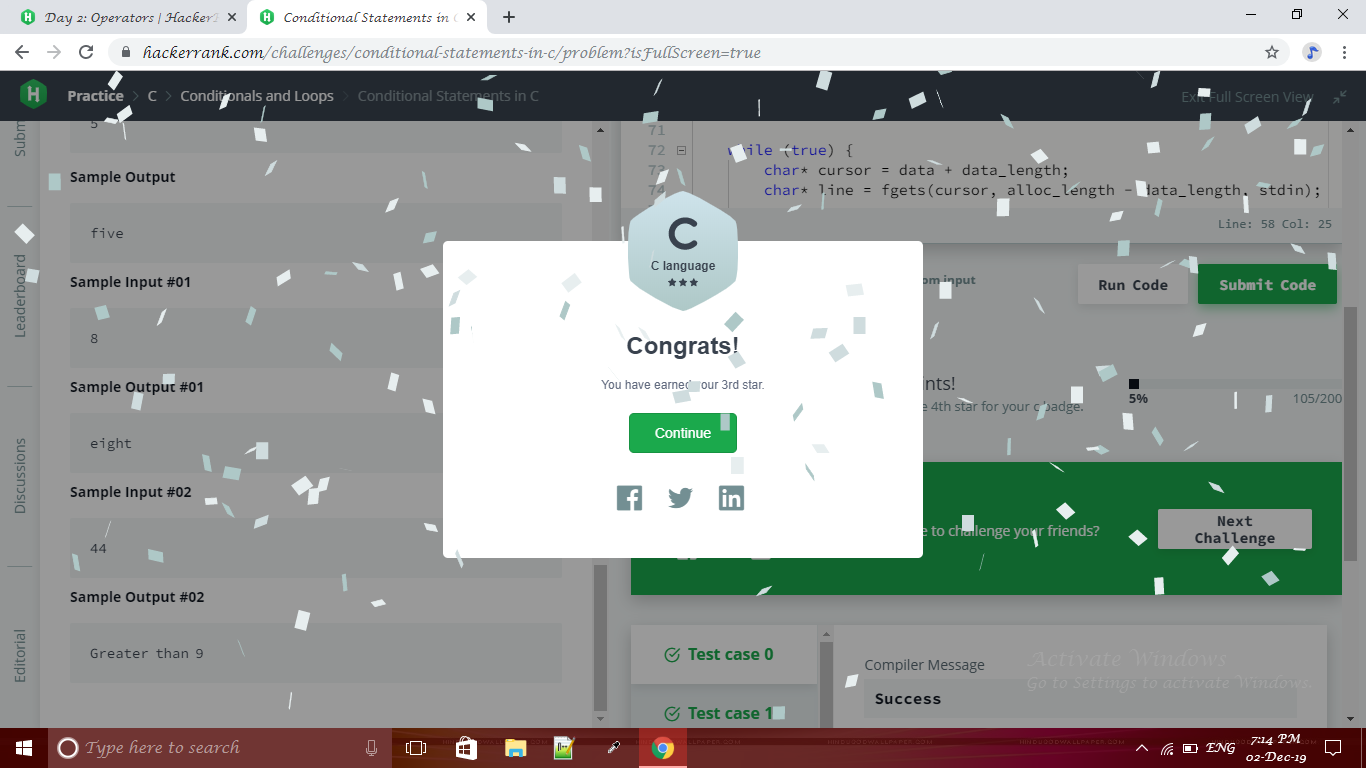 Day 2: Operators | Hacker
Conditional Statements in
hackerrank.com/challenges/conditional-statements-in-c/problem?isFullScreen=true
H
Practice > C > Conditionals and Loops > Conditional Statements in C
Exit Full Screen View
Leaderboard
Discussions
Editorial
5
Sample Output
five
Sample Input #01
8
Sample Output #01
eight
Sample Input #02
44
Sample Output #02
Greater than 9
71
72 while (true) {
73 char* cursor = data + data_length;
74 char* line = fgets(cursor, alloc_length - data_length, stdin);
Line: 58 Col: 25
input
Run Code
Submit Code
C
C language
Congrats!
You have earned your 3rd star.
Continue
4th star for your c badge.
5%
105/200
to challenge your friends?
Next
Challenge
Test case 0
Test case 1
Compiler Message
Success
Activate Windows
Go to Settings to activate Windows.
Type here to search
ENG
7:14 PM
02-Dec-19